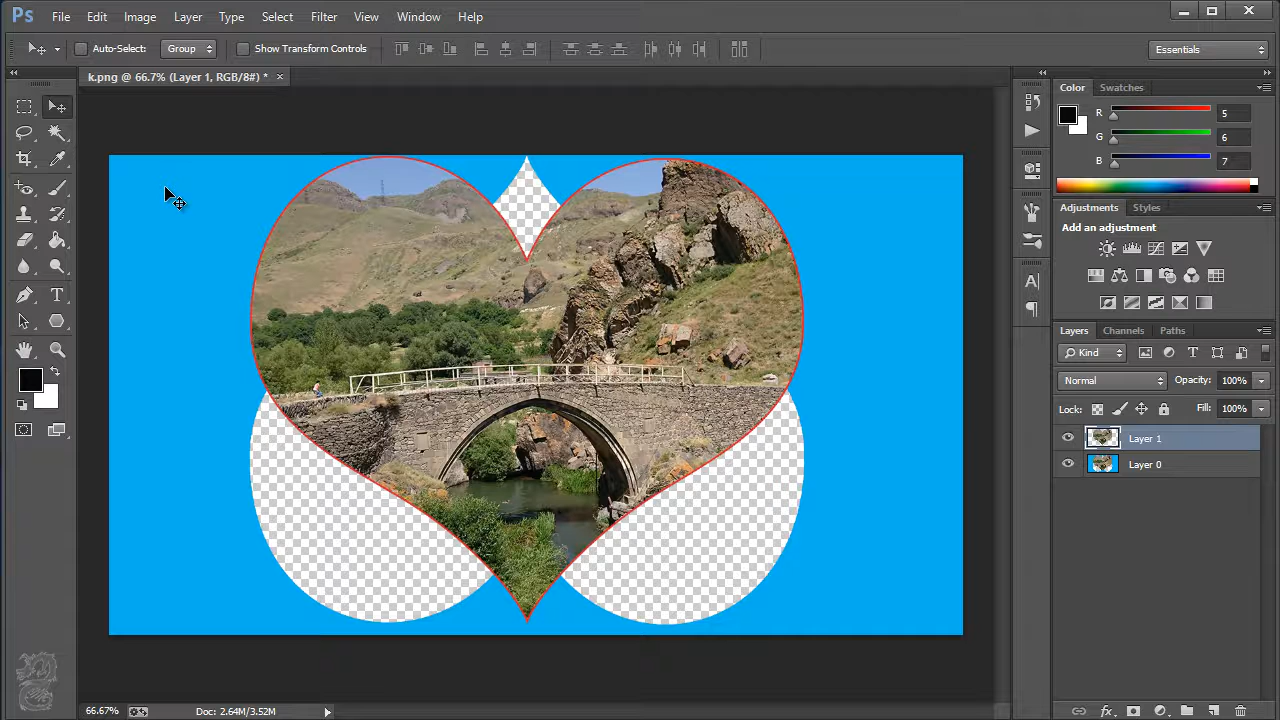 Ps File Edit Image Layer Type Select Filter View Window Help
Auto-Select: Group Show Transform Controls Essentials
k.png @ 66.7% (Layer 1, RGB/8#) * ×
Color Swatches
R 5
G 6
B 7
Adjustments Styles
Add an adjustment
Layers Channels Paths
Kind
Normal Opacity: 100%
Lock: Fill: 100%
Layer 1
Layer 0
66.67% Doc: 2.64M/3.52M